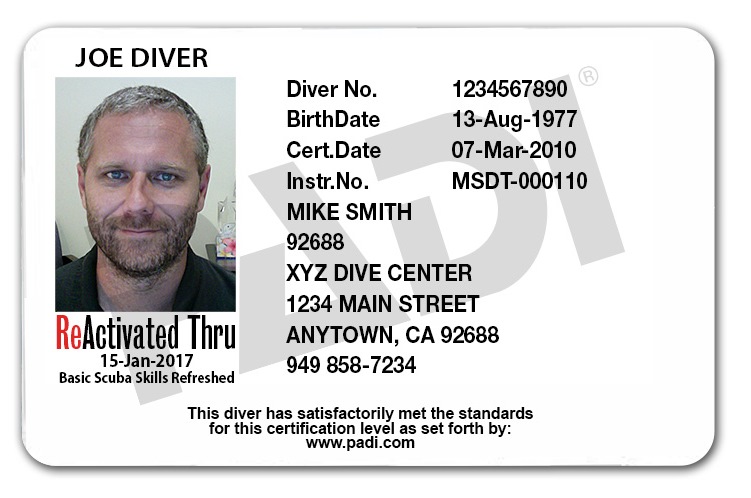 JOE DIVER
Diver No. 1234567890
BirthDate 13-Aug-1977
Cert.Date 07-Mar-2010
Instr.No. MSDT-000110
MIKE SMITH
92688
XYZ DIVE CENTER
1234 MAIN STREET
ANYTOWN, CA 92688
949 858-7234
PADI®
ReActivated Thru
15-Jan-2017
Basic Scuba Skills Refreshed
This diver has satisfactorily met the standards
for this certification level as set forth by:
www.padi.com